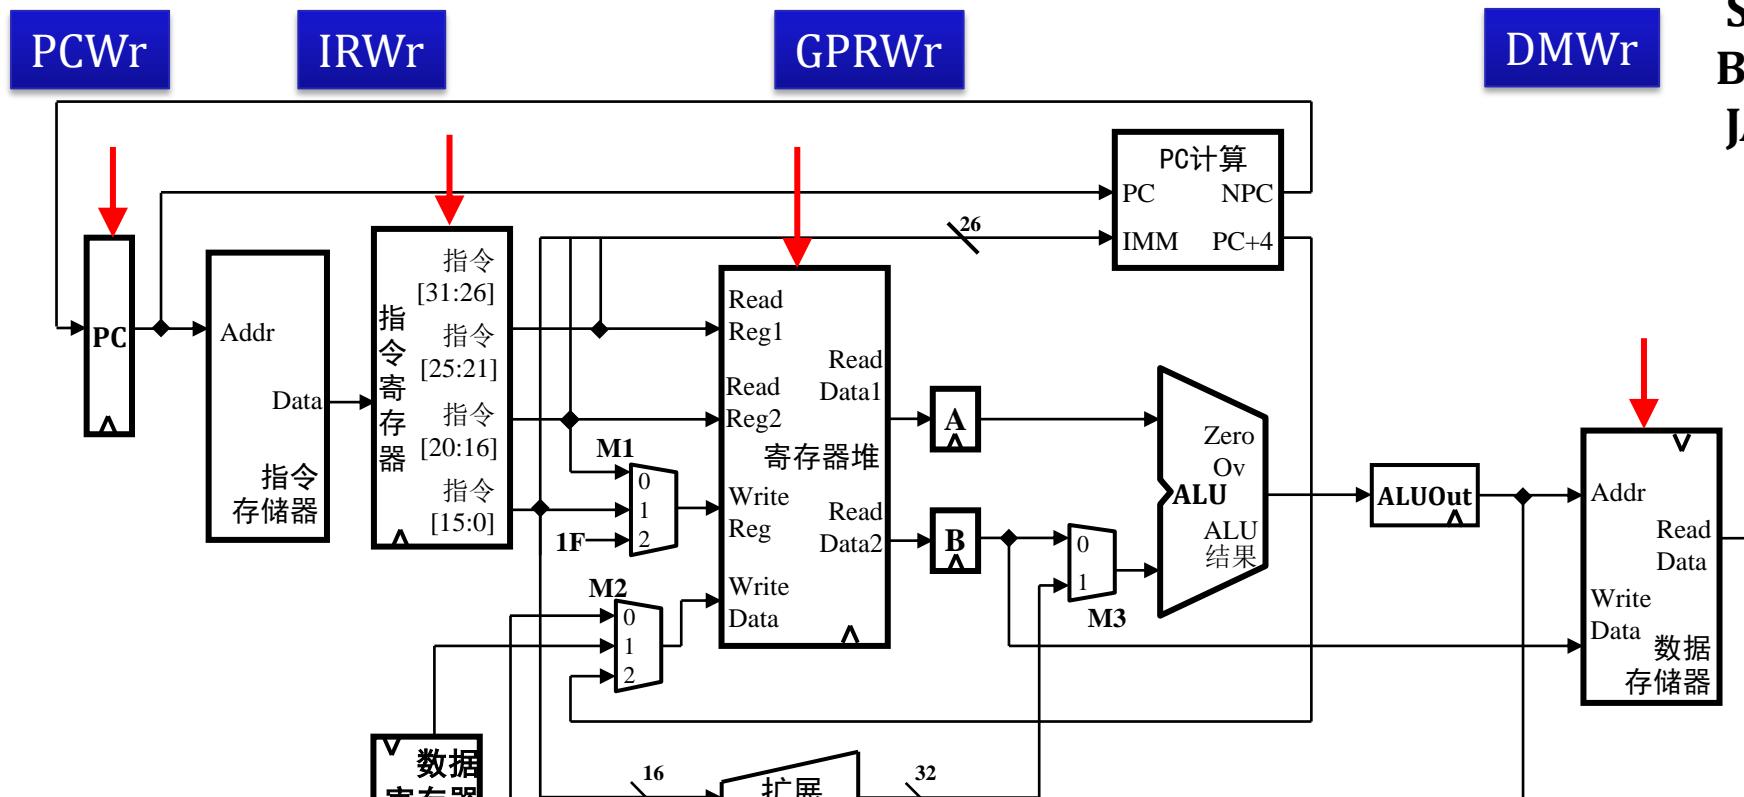 PCWr
IRWr
GPRWr
DMWr
PC计算
PC
NPC
IMM
PC+4
26
PC
Addr
Data
指令
存储器
指令寄存器
指令
[31:26]
指令
[25:21]
指令
[20:16]
指令
[15:0]
M1
0
1
2
1F
M2
0
1
2
Read
Reg1
Read
Reg2
Write
Reg
Write
Data
Read
Data1
寄存器堆
Read
Data2
A
B
0
1
M3
Zero
Ov
ALU
ALU
结果
ALUOut
Addr
Read
Data
Write
Data
数据
存储器
数据
寄存器
16
扩展
32